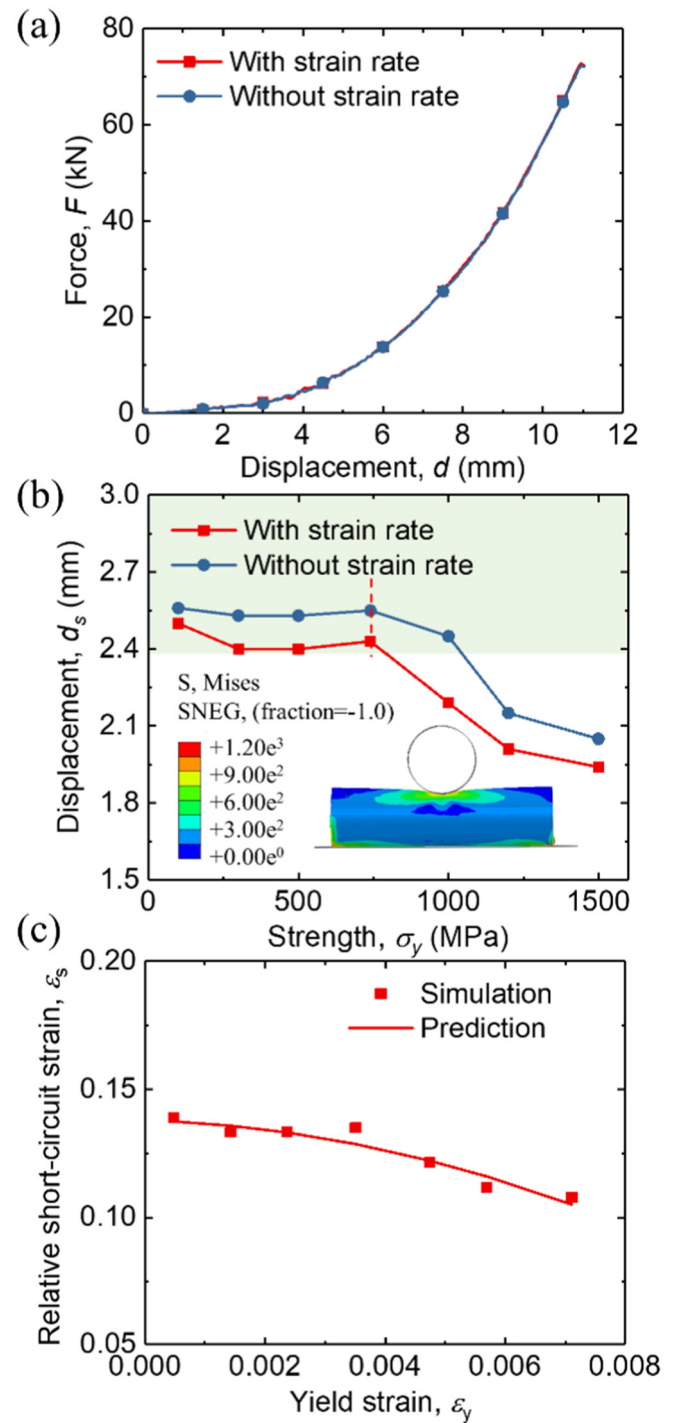 (a)
80
60
40
20
0
Force, F (kN)
With strain rate
Without strain rate
0 2 4 6 8 10 12
Displacement, d (mm)
(b)
3.0
2.7
2.4
2.1
1.8
1.5
Displacement, dₛ (mm)
With strain rate
Without strain rate
S, Mises
SNEG, (fraction=-1.0)
+1.20e³
+9.00e²
+6.00e²
+3.00e²
+0.00e⁰
0 500 1000 1500
Strength, σᵧ (MPa)
(c)
0.20
0.15
0.10
0.05
Relative short-circuit strain, εₛ
Simulation
Prediction
0.000 0.002 0.004 0.006 0.008
Yield strain, εᵧ